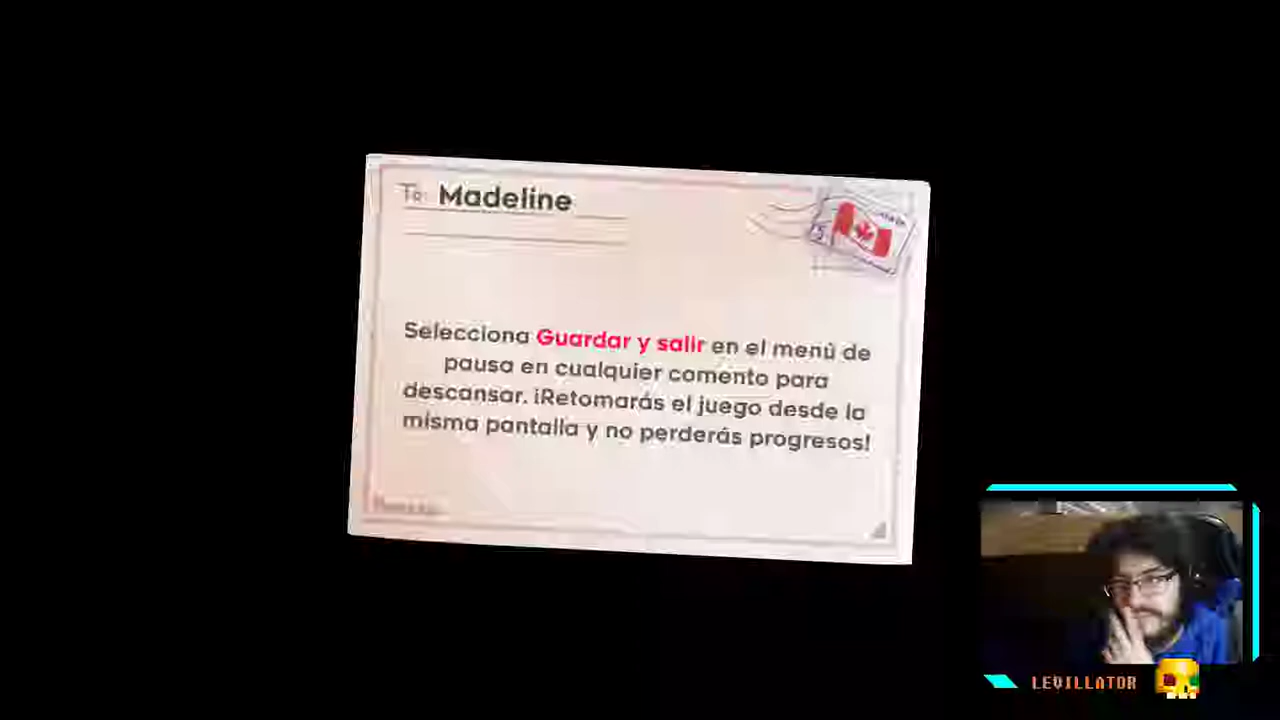 To: Madeline
Selecciona Guardar y salir en el menú de
pausa en cualquier comento para
descansar. ¡Retomarás el juego desde la
misma pantalla y no perderás progresos!
LEVILLATOR